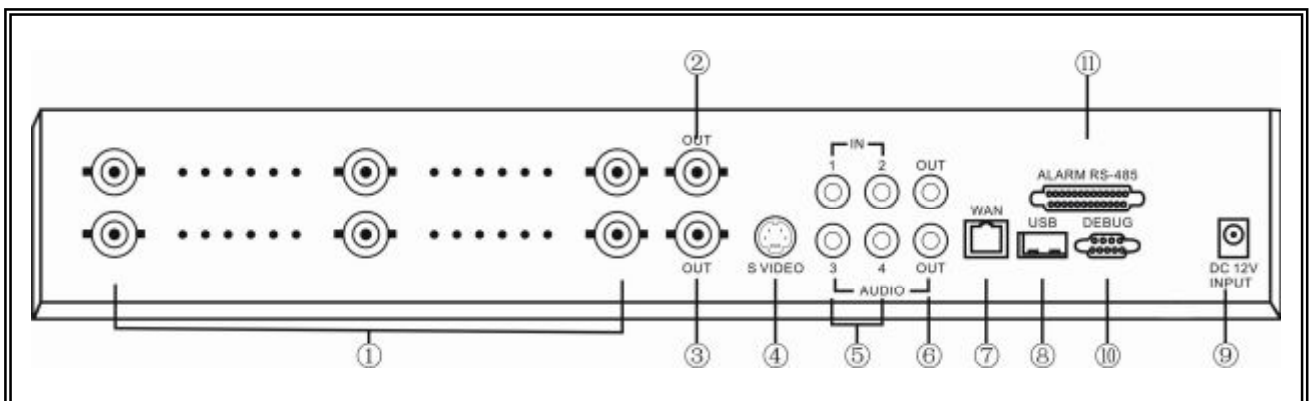 ② ⑪
OUT
IN
1 2 OUT
ALARM RS-485
WAN
USB DEBUG
OUT
S VIDEO
3 4 OUT
AUDIO
DC 12V
INPUT
① ③ ④ ⑤ ⑥ ⑦ ⑧ ⑩ ⑨